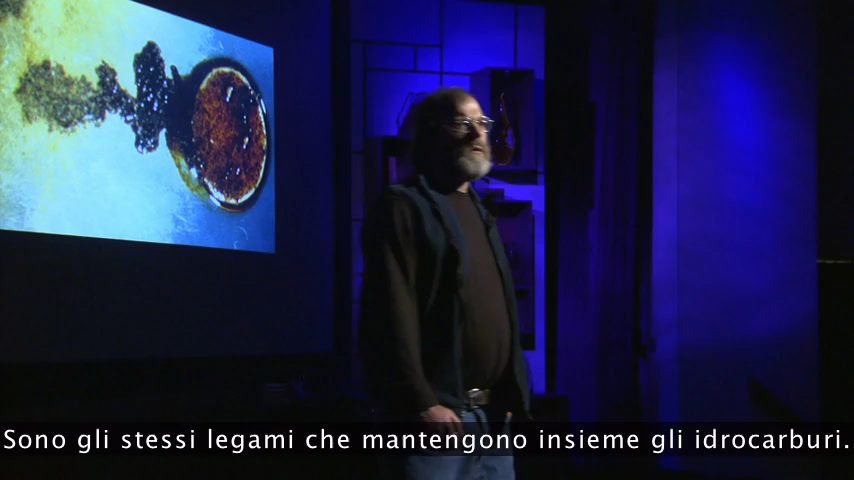 Sono gli stessi legami che mantengono insieme gli idrocarburi.